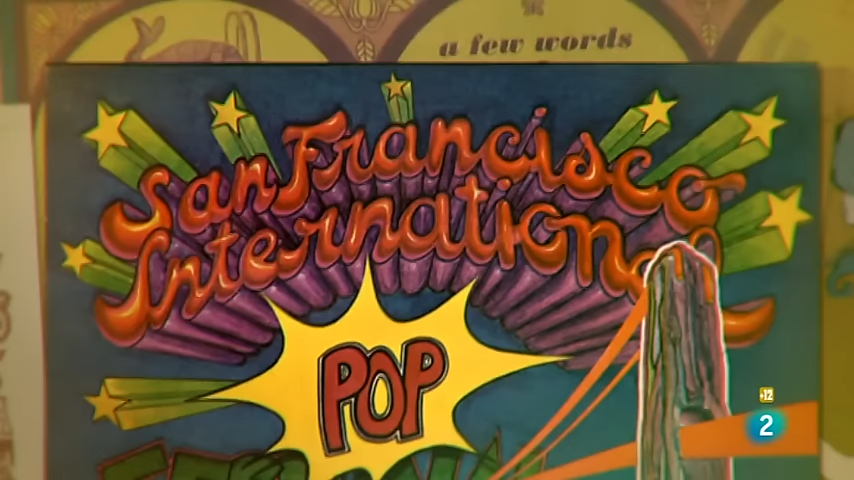 a few words
San Francisco
International
POP
+12
2